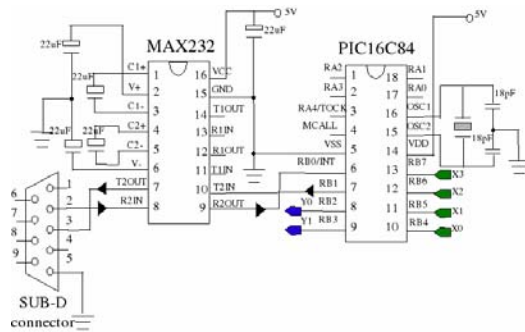 5V
5V
22uF
22uF
MAX232
PIC16C84
C1+
1
16
VCC
V+
2
15
GND
22uF
C1-
3
14
T1OUT
C2+
4
13
R1IN
22uF
22uF
C2-
5
12
R1OUT
V-
6
11
T1IN
T2OUT
7
10
T2IN
R2IN
8
9
R2OUT
RA2
1
18
RA1
RA3
2
17
RA0
RA4/TOCK
3
16
OSC1
MCALL
4
15
OSC2
VSS
5
14
VDD
RB0/INT
6
13
RB7
RB1
7
12
RB6
RB2
8
11
RB5
RB3
9
10
RB4
18pF
18pF
X3
X2
X1
X0
Y0
Y1
1
6
2
7
3
8
4
9
5
SUB-D
connector